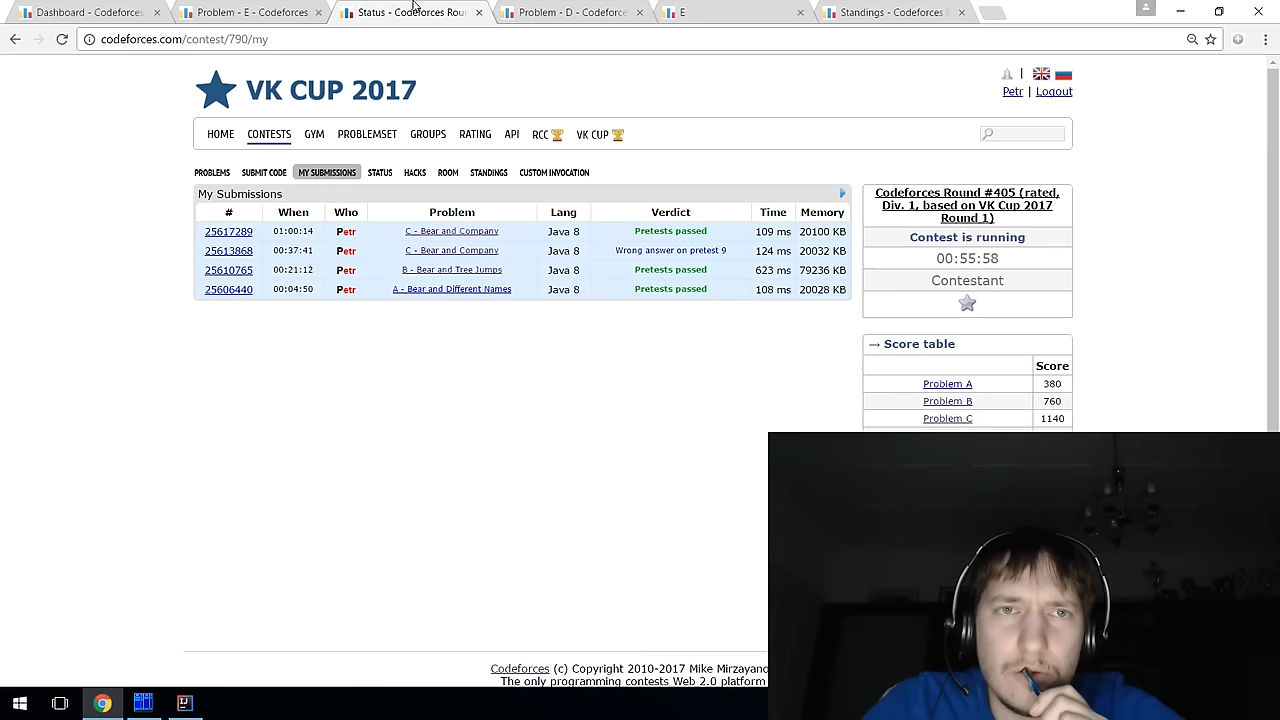 Dashboard - Codeforces
Problem - E - Codeforces
Status - Codeforces Rou
Problem - D - Codeforce
E
Standings - Codeforces
codeforces.com/contest/790/my
VK CUP 2017
Petr | Logout
HOME CONTESTS GYM PROBLEMSET GROUPS RATING API RCC VK CUP
PROBLEMS SUBMIT CODE MY SUBMISSIONS STATUS HACKS ROOM STANDINGS CUSTOM INVOCATION
My Submissions
# When Who Problem Lang Verdict Time Memory
25617289 01:00:14 Petr C - Bear and Company Java 8 Pretests passed 109 ms 20100 KB
25613868 00:37:41 Petr C - Bear and Company Java 8 Wrong answer on pretest 9 124 ms 20032 KB
25610765 00:21:12 Petr B - Bear and Tree Jumps Java 8 Pretests passed 623 ms 79236 KB
25606440 00:04:50 Petr A - Bear and Different Names Java 8 Pretests passed 108 ms 20028 KB
Codeforces Round #405 (rated,
Div. 1, based on VK Cup 2017
Round 1)
Contest is running
00:55:58
Contestant
→ Score table
Score
Problem A 380
Problem B 760
Problem C 1140
Codeforces (c) Copyright 2010-2017 Mike Mirzayano
The only programming contests Web 2.0 platform